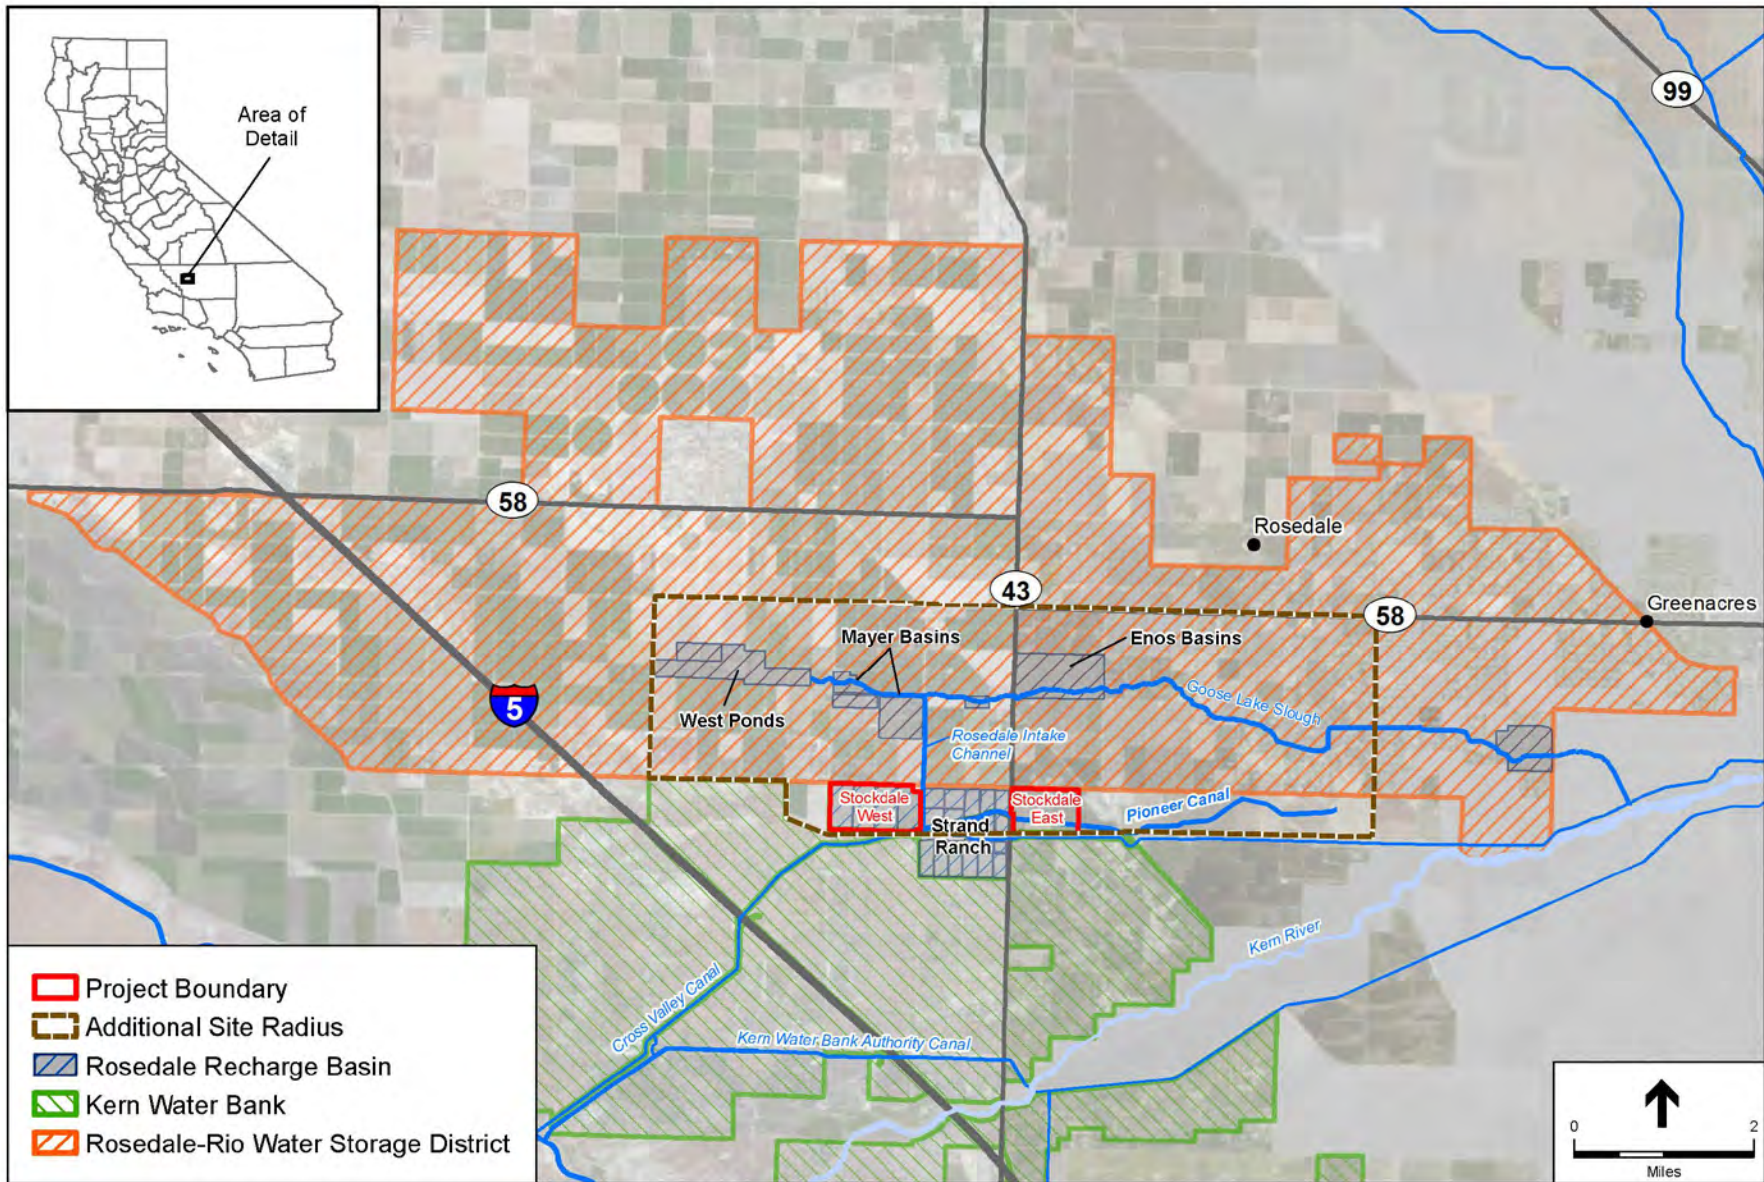 Area of
Detail
99
58
Rosedale
43
58
Greenacres
Mayer Basins
Enos Basins
5
West Ponds
Goose Lake Slough
Rosedale Intake
Channel
Stockdale
West
Strand
Ranch
Stockdale
East
Pioneer Canal
Kern River
Cross Valley Canal
Kern Water Bank Authority Canal
Project Boundary
Additional Site Radius
Rosedale Recharge Basin
Kern Water Bank
Rosedale-Rio Water Storage District
0 2
Miles